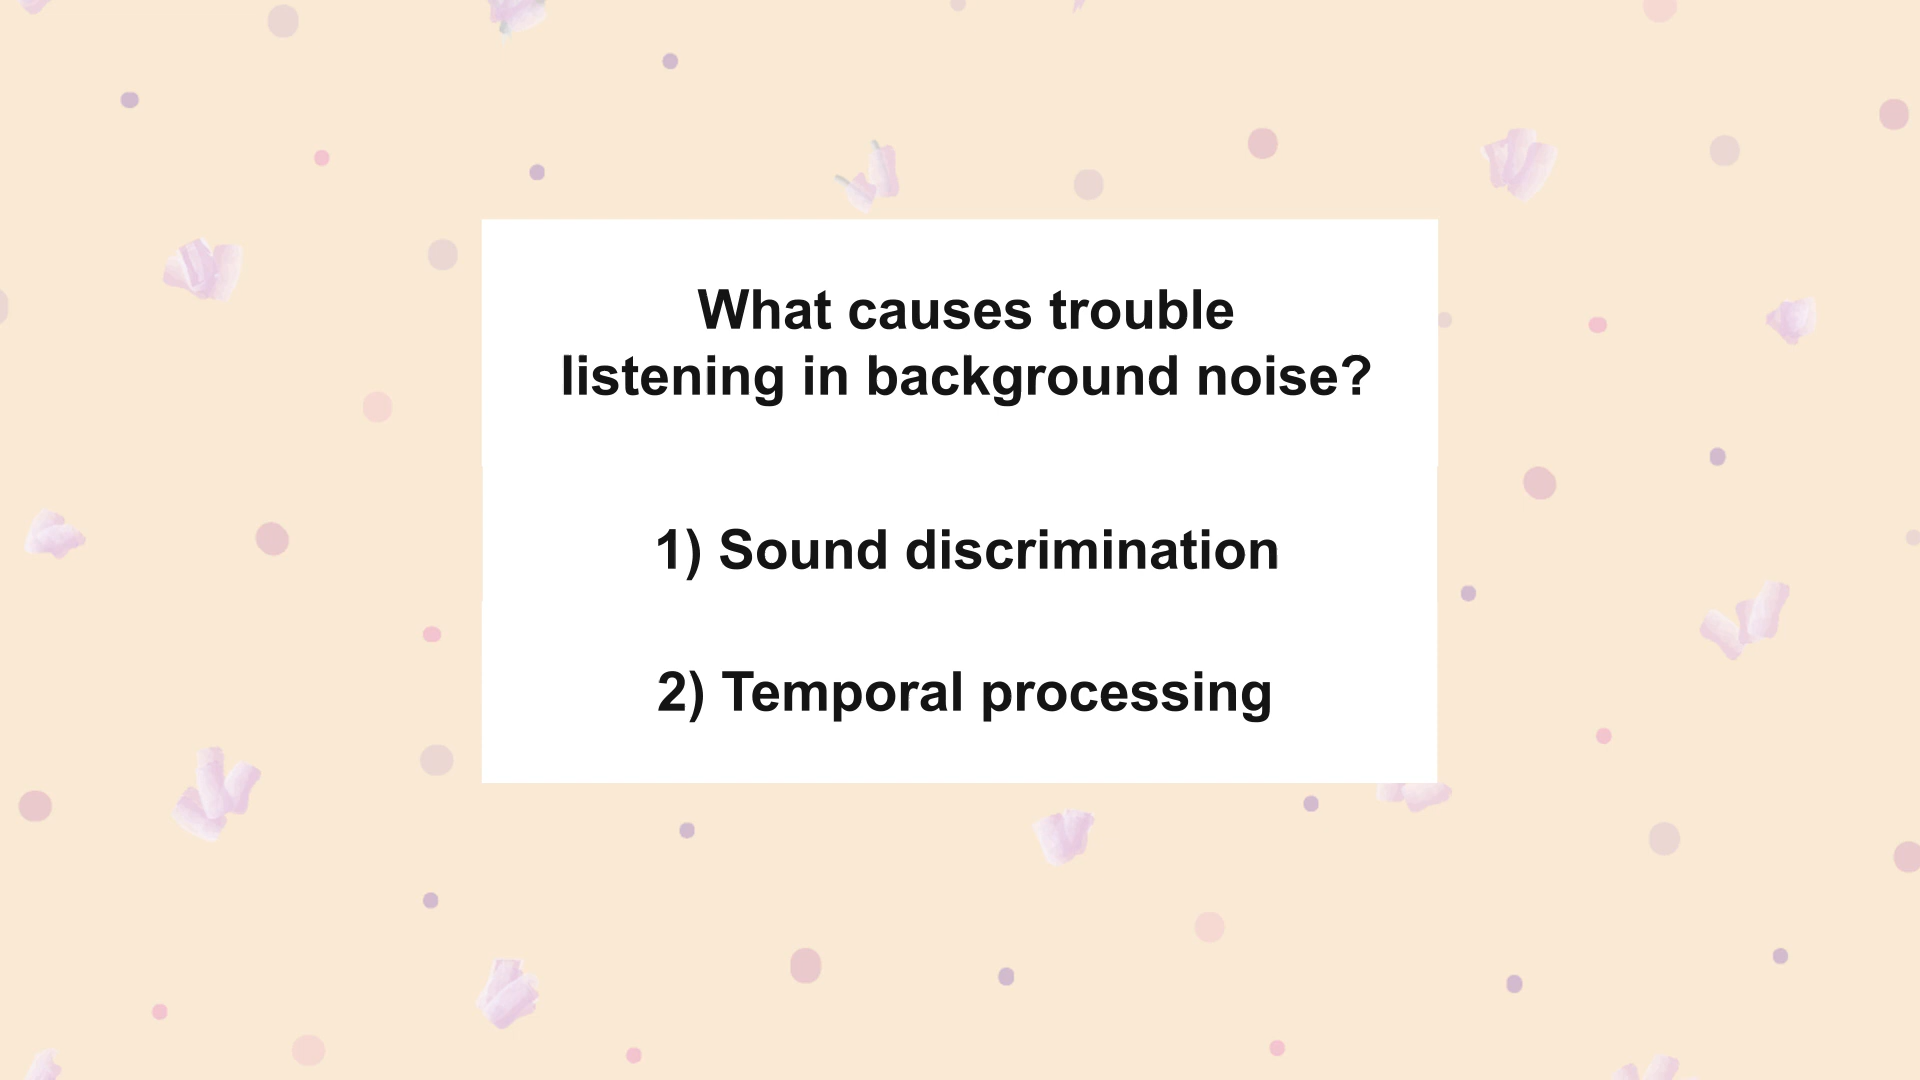 What causes trouble
listening in background noise?
1) Sound discrimination
2) Temporal processing